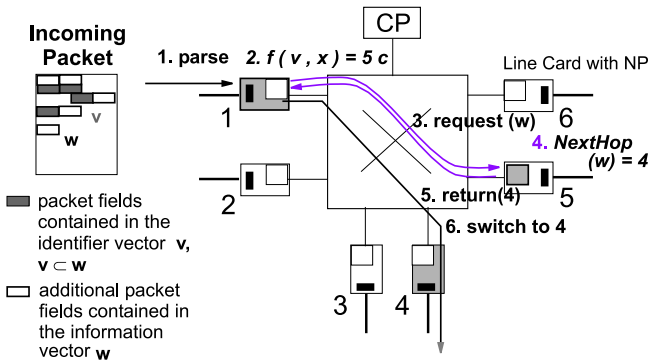 CP
Incoming
Packet
1. parse
2. f ( v , x ) = 5 c
Line Card with NP
v
w
1
3. request (w)
6
4. NextHop
(w) = 4
2
5
5. return(4)
6. switch to 4
packet fields
contained in the
identifier vector v,
v ⊂ w
3
4
additional packet
fields contained in
the information
vector w